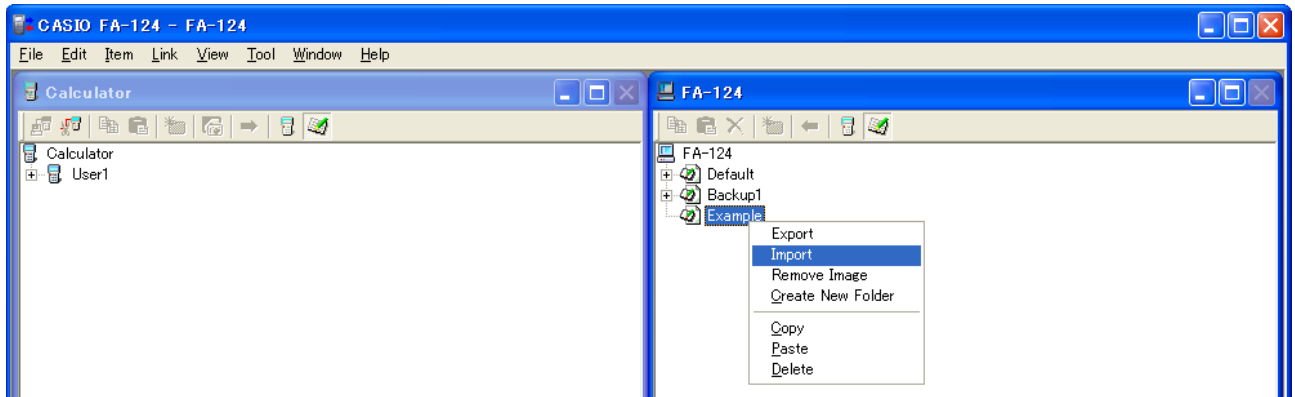 CASIO FA-124 - FA-124
File Edit Item Link View Tool Window Help
Calculator
Calculator
User1
FA-124
FA-124
Default
Backup1
Example
Export
Import
Remove Image
Create New Folder
Copy
Paste
Delete